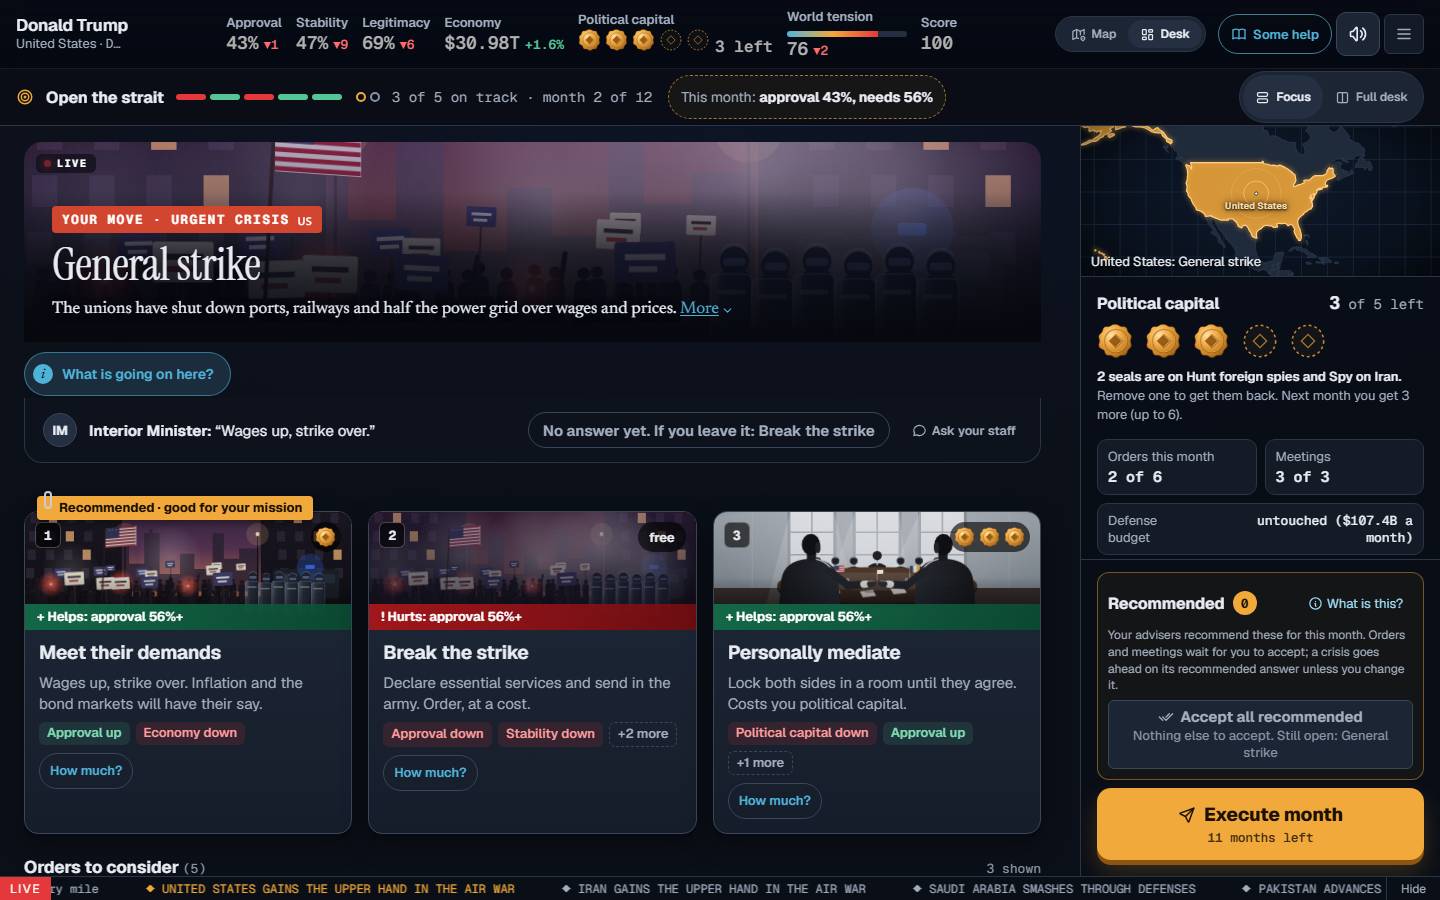 Donald Trump
United States · D...
Approval
43% ▾1
Stability
47% ▾9
Legitimacy
69% ▾6
Economy
$30.98T +1.6%
Political capital
3 left
World tension
76 ▾2
Score
100
Map
Desk
Some help
Open the strait
3 of 5 on track · month 2 of 12
This month: approval 43%, needs 56%
Focus
Full desk
LIVE
YOUR MOVE · URGENT CRISIS US
General strike
The unions have shut down ports, railways and half the power grid over wages and prices. More
What is going on here?
IM
Interior Minister: “Wages up, strike over.”
No answer yet. If you leave it: Break the strike
Ask your staff
Recommended · good for your mission
1
+ Helps: approval 56%+
Meet their demands
Wages up, strike over. Inflation and the
bond markets will have their say.
Approval up
Economy down
How much?
2
free
! Hurts: approval 56%+
Break the strike
Declare essential services and send in the
army. Order, at a cost.
Approval down
Stability down
+2 more
How much?
3
+ Helps: approval 56%+
Personally mediate
Lock both sides in a room until they agree.
Costs you political capital.
Political capital down
Approval up
+1 more
How much?
Orders to consider (5)
3 shown
United States
United States: General strike
Political capital
3 of 5 left
2 seals are on Hunt foreign spies and Spy on Iran.
Remove one to get them back. Next month you get 3
more (up to 6).
Orders this month
2 of 6
Meetings
3 of 3
Defense
budget
untouched ($107.4B a
month)
Recommended 0
What is this?
Your advisers recommend these for this month. Orders
and meetings wait for you to accept; a crisis goes
ahead on its recommended answer unless you change
it.
Accept all recommended
Nothing else to accept. Still open: General
strike
Execute month
11 months left
LIVE
ry mile
◆ UNITED STATES GAINS THE UPPER HAND IN THE AIR WAR
◆ IRAN GAINS THE UPPER HAND IN THE AIR WAR
◆ SAUDI ARABIA SMASHES THROUGH DEFENSES
◆ PAKISTAN ADVANCES
Hide